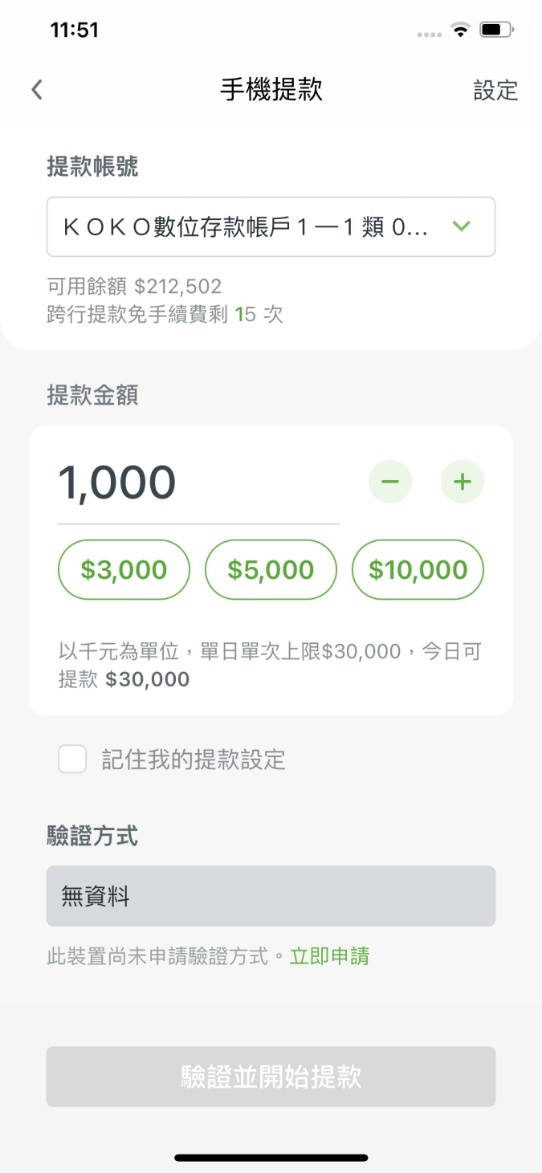 11:51
手機提款
設定
提款帳號
ＫＯＫＯ數位存款帳戶１—１類 0...
可用餘額 $212,502
跨行提款免手續費剩 15 次
提款金額
1,000
$3,000
$5,000
$10,000
以千元為單位，單日單次上限$30,000，今日可
提款 $30,000
記住我的提款設定
驗證方式
無資料
此裝置尚未申請驗證方式。立即申請
驗證並開始提款